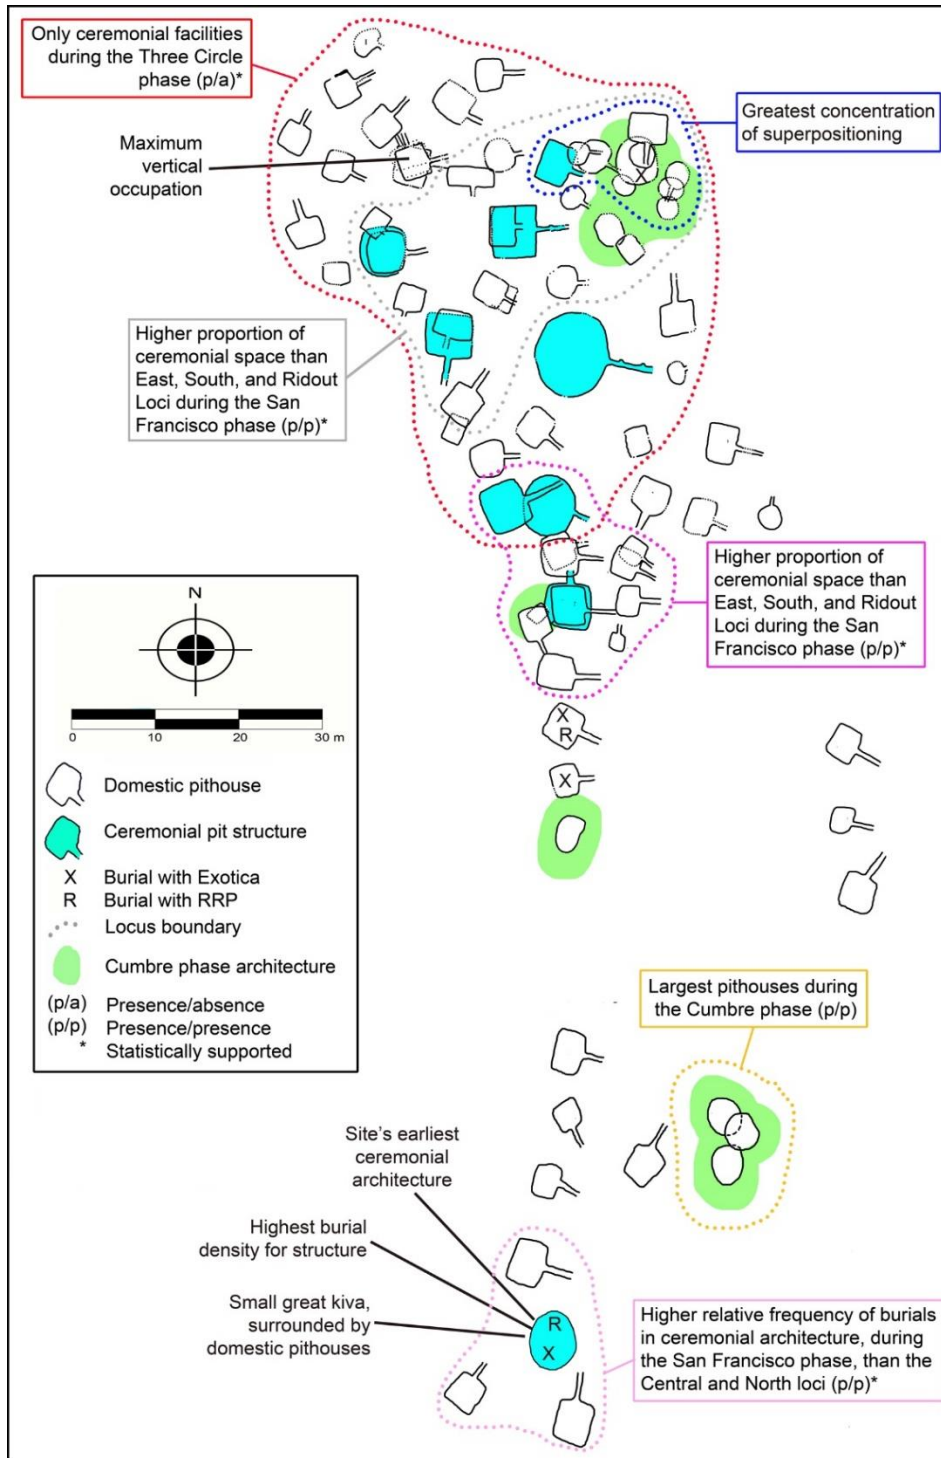 Only ceremonial facilities
during the Three Circle
phase (p/a)*
Maximum
vertical
occupation
Greatest concentration
of superpositioning
X
Higher proportion of
ceremonial space than
East, South, and Ridout
Loci during the San
Francisco phase (p/p)*
Higher proportion of
ceremonial space than
East, South, and Ridout
Loci during the San
Francisco phase (p/p)*
N
0 10 20 30 m
Domestic pithouse
Ceremonial pit structure
X Burial with Exotica
R Burial with RRP
Locus boundary
Cumbre phase architecture
(p/a) Presence/absence
(p/p) Presence/presence
* Statistically supported
X
R
X
Largest pithouses during
the Cumbre phase (p/p)
Site's earliest
ceremonial
architecture
Highest burial
density for structure
Small great kiva,
surrounded by
domestic pithouses
R
X
Higher relative frequency of burials
in ceremonial architecture, during
the San Francisco phase, than the
Central and North loci (p/p)*